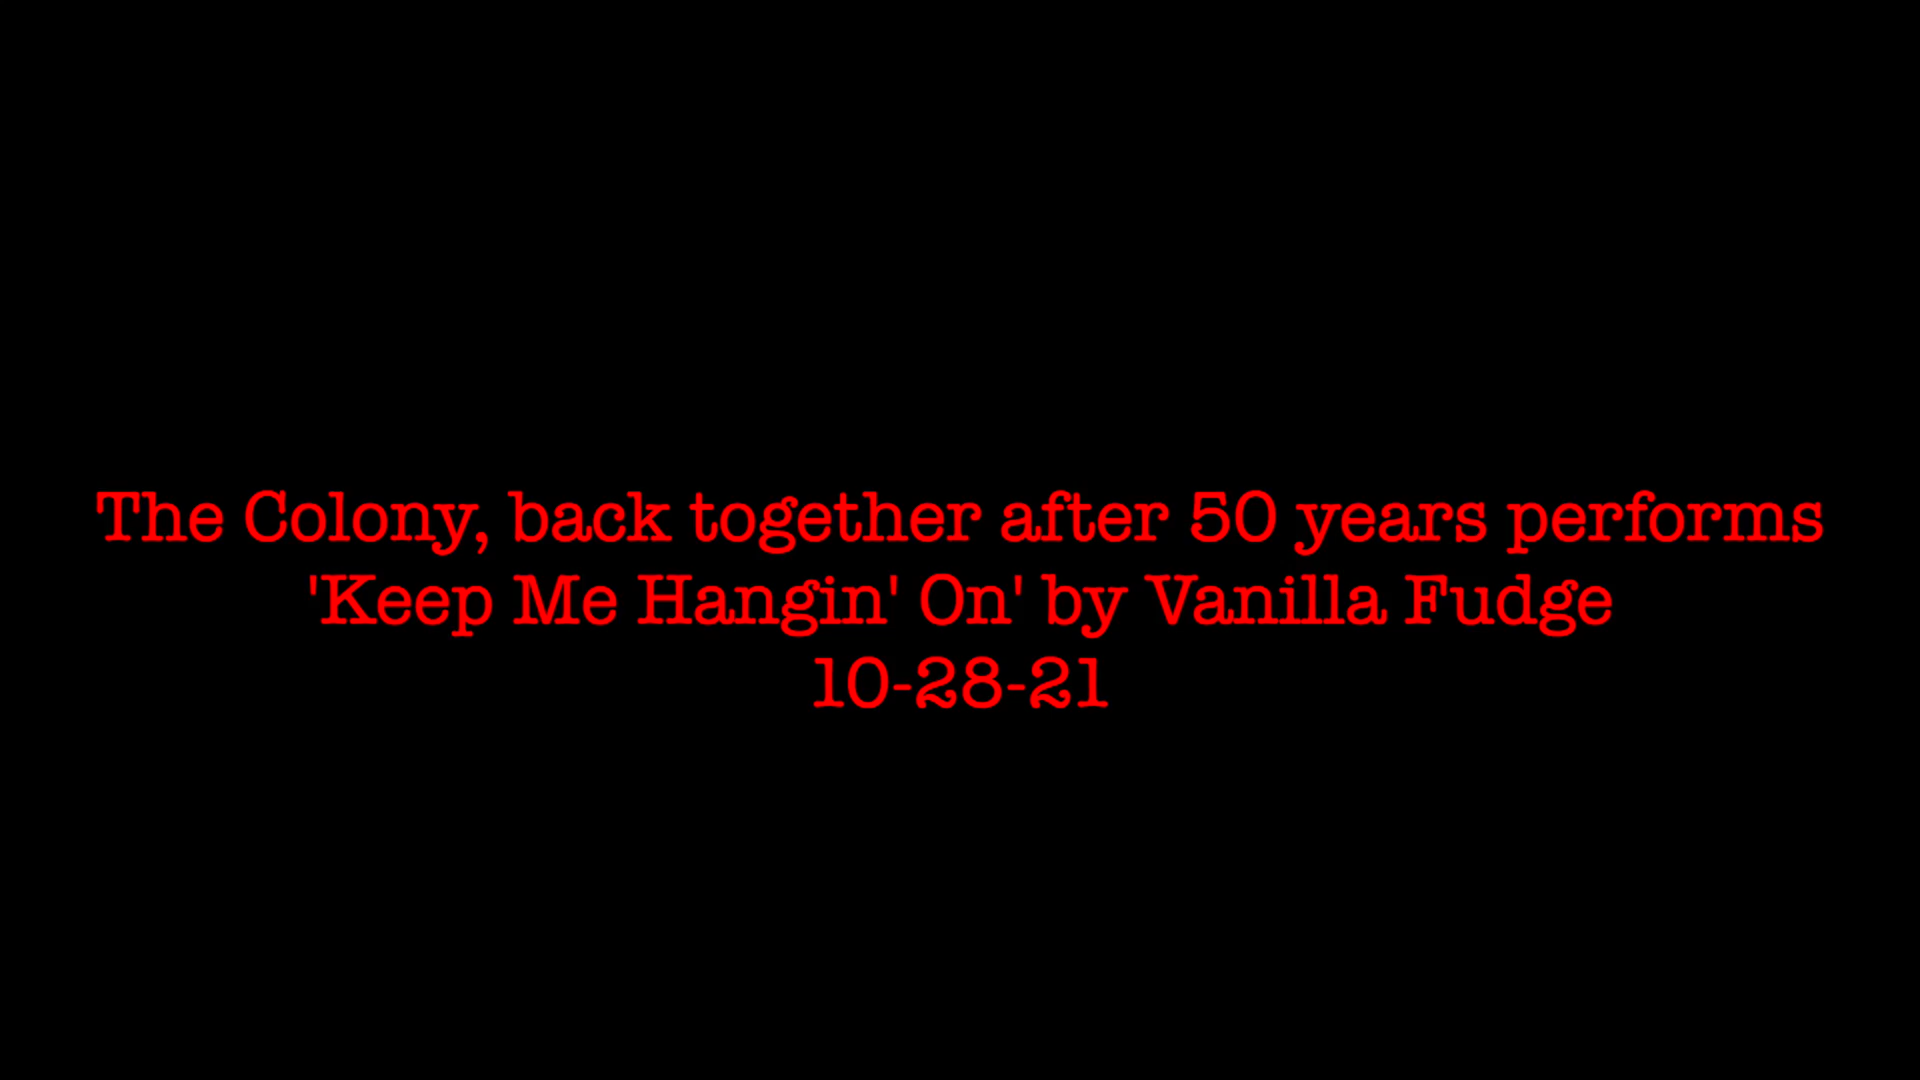 The Colony, back together after 50 years performs
'Keep Me Hangin' On' by Vanilla Fudge
10-28-21